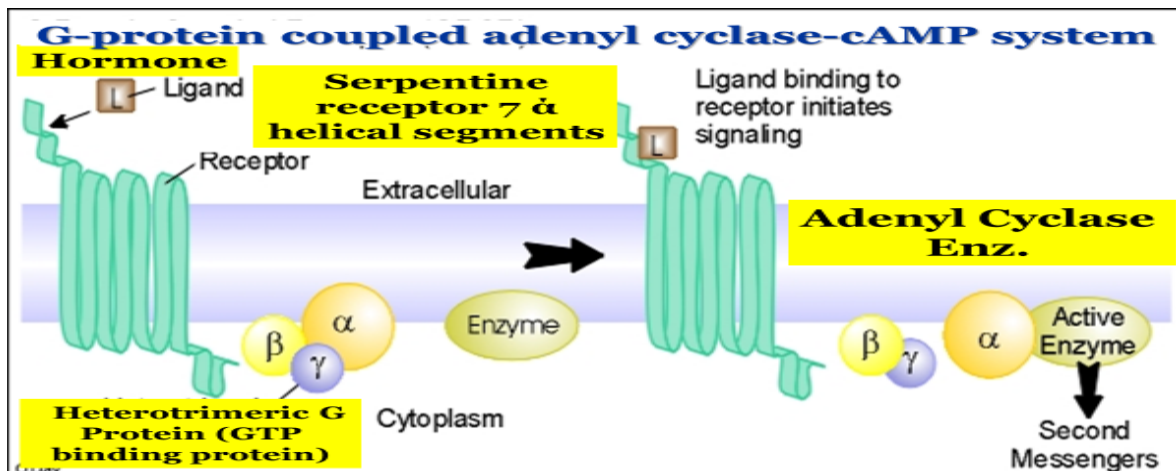 G-protein coupled adenyl cyclase-cAMP system
Hormone
L
Ligand
Serpentine
receptor 7 ά
helical segments
Ligand binding to
receptor initiates
signaling
L
Receptor
Extracellular
Adenyl Cyclase
Enz.
α
β
γ
Enzyme
β
γ
α
Active
Enzyme
Heterotrimeric G
Protein (GTP
binding protein)
Cytoplasm
Second
Messengers